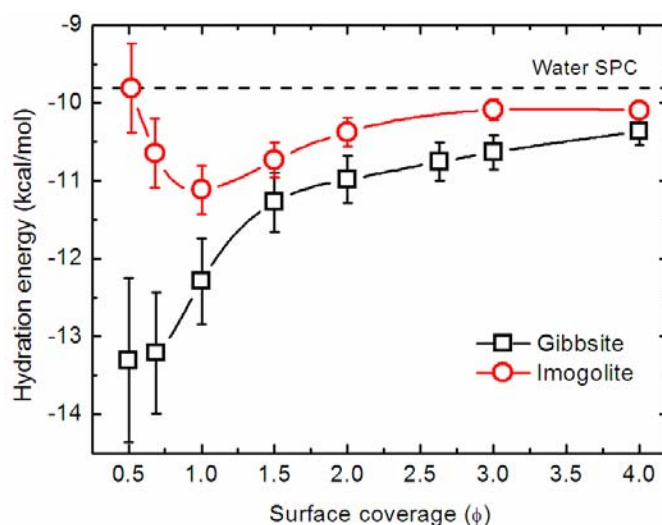 -9
-10
-11
-12
-13
-14
Hydration energy (kcal/mol)
Water SPC
Gibbsite
Imogolite
0.5 1.0 1.5 2.0 2.5 3.0 3.5 4.0
Surface coverage (ϕ)